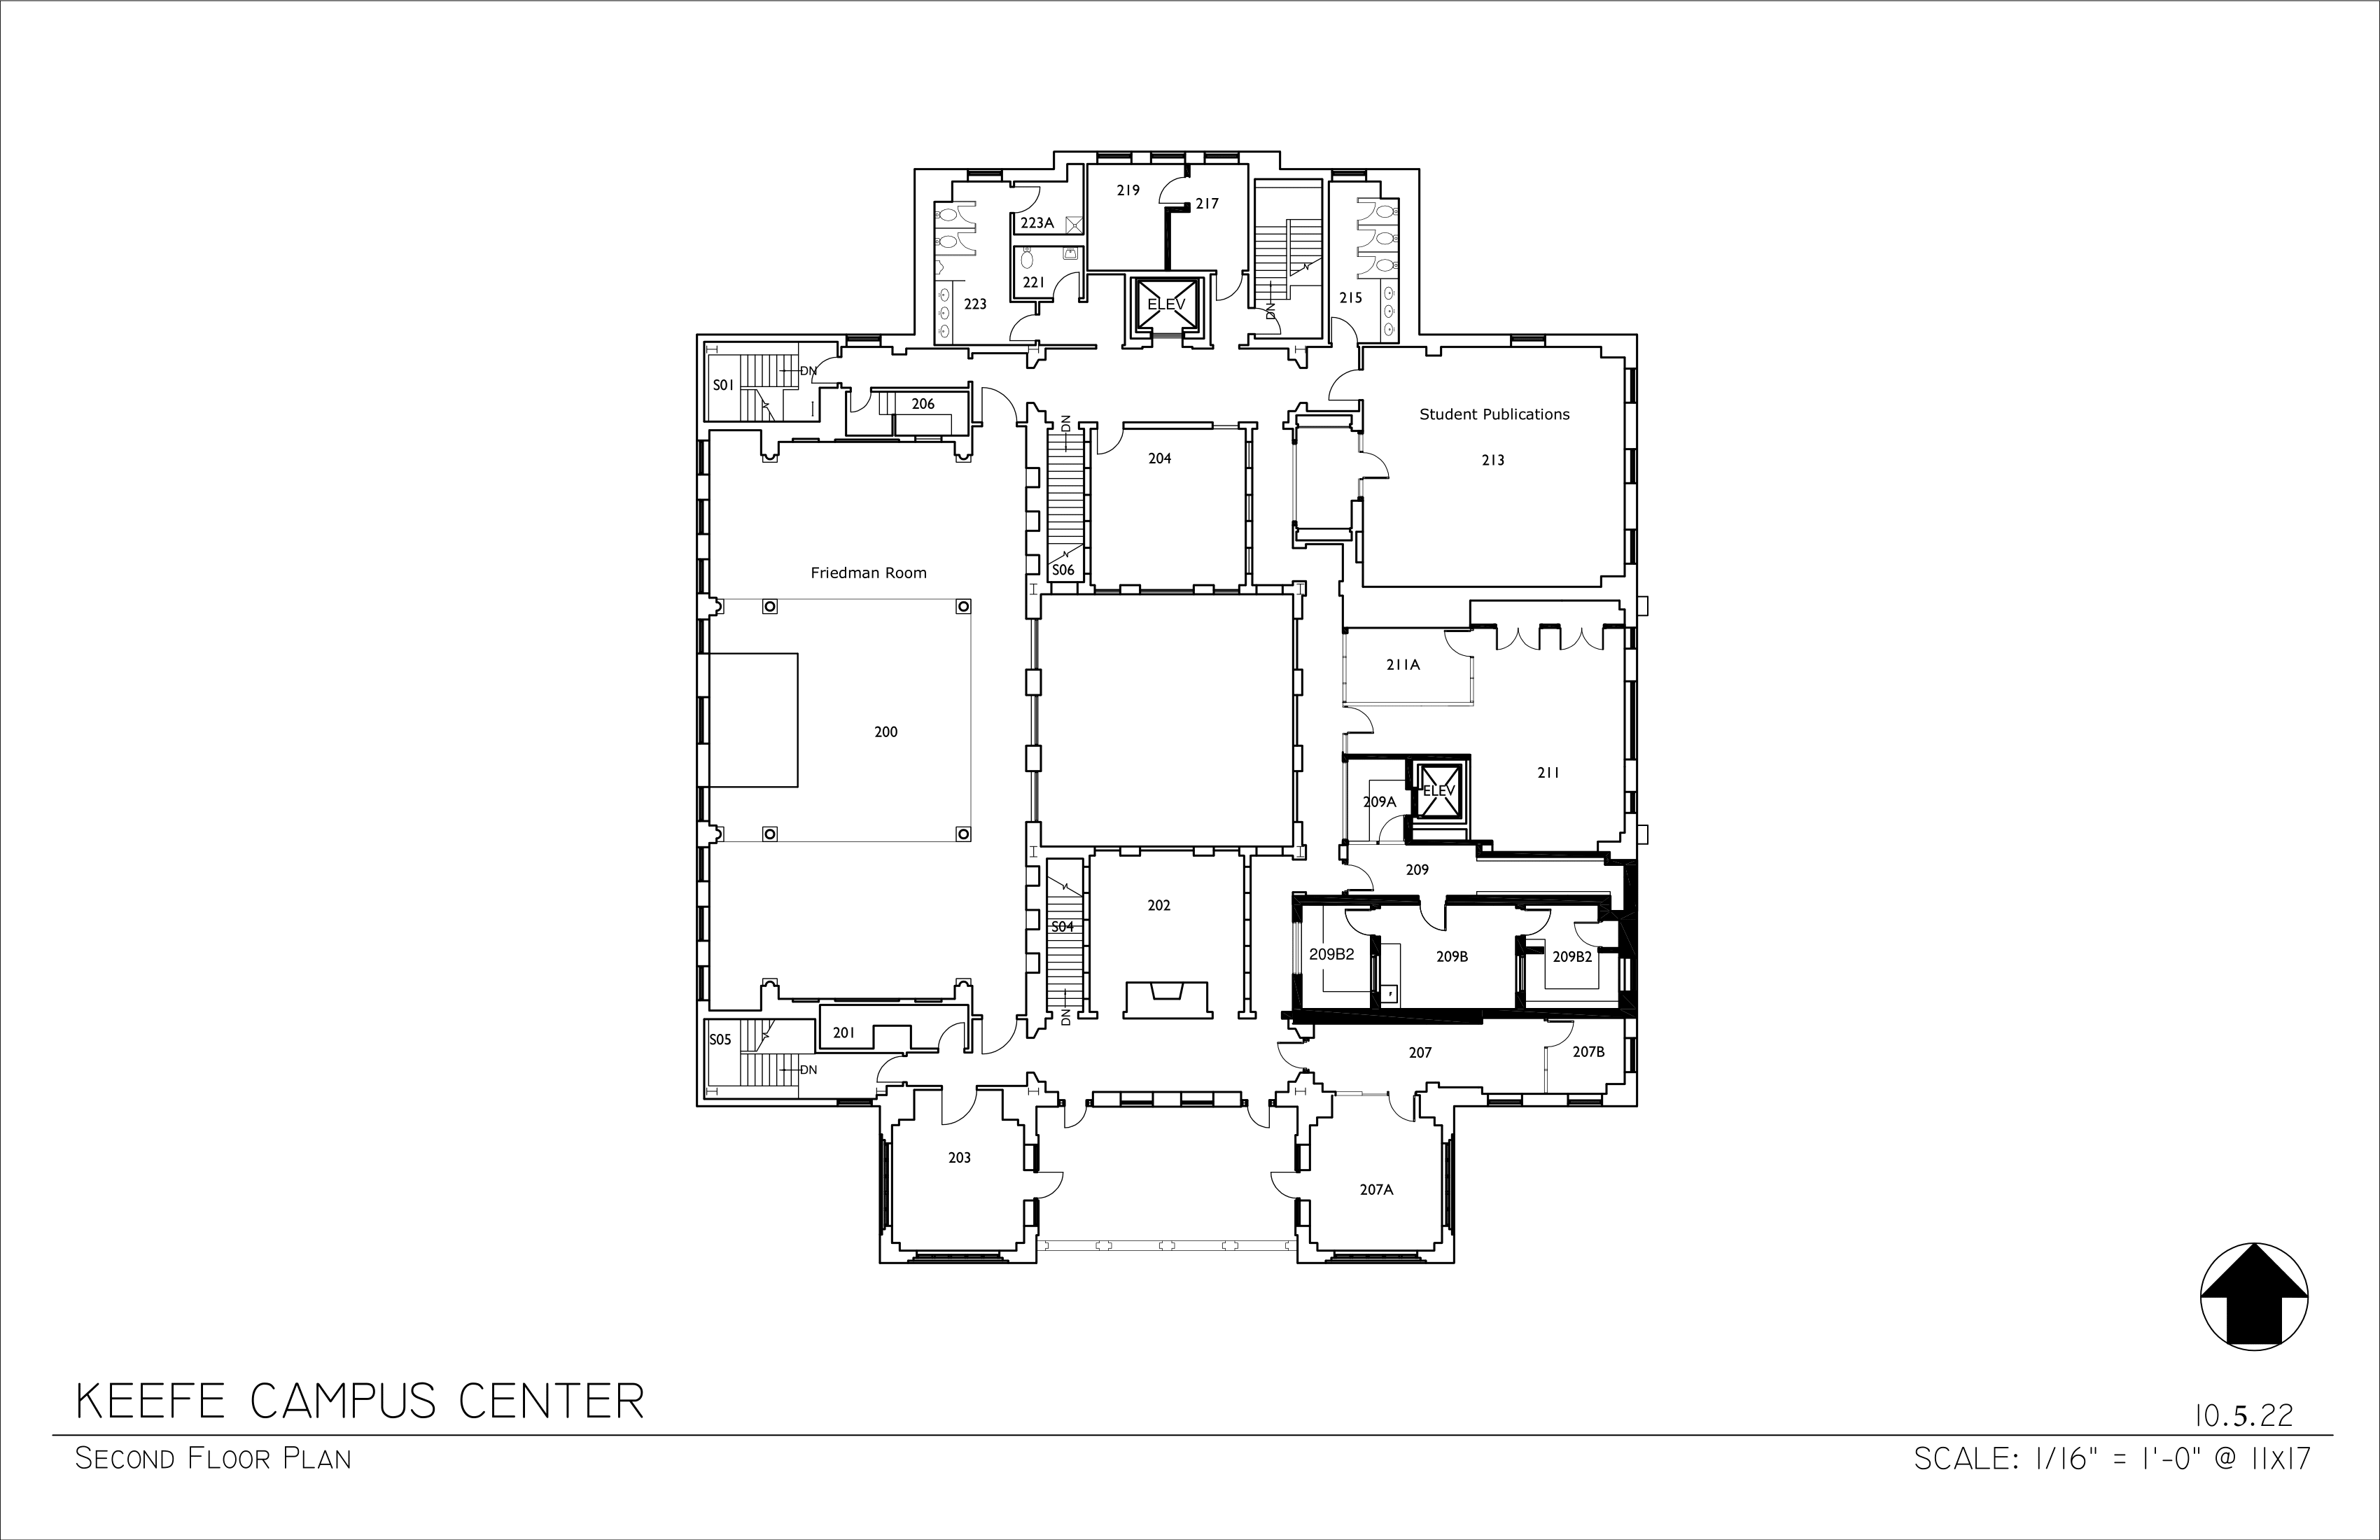 219
217
223A
221
ELEV
223
DN
215
S01
DN
206
DN
Student Publications
204
213
S06
Friedman Room
211A
200
211
209A
ELEV
209
202
S04
209B2
209B
209B2
DN
201
S05
207
207B
DN
203
207A
KEEFE CAMPUS CENTER
10.5.22
SECOND FLOOR PLAN
SCALE: 1/16" = 1'-0" @ 11x17